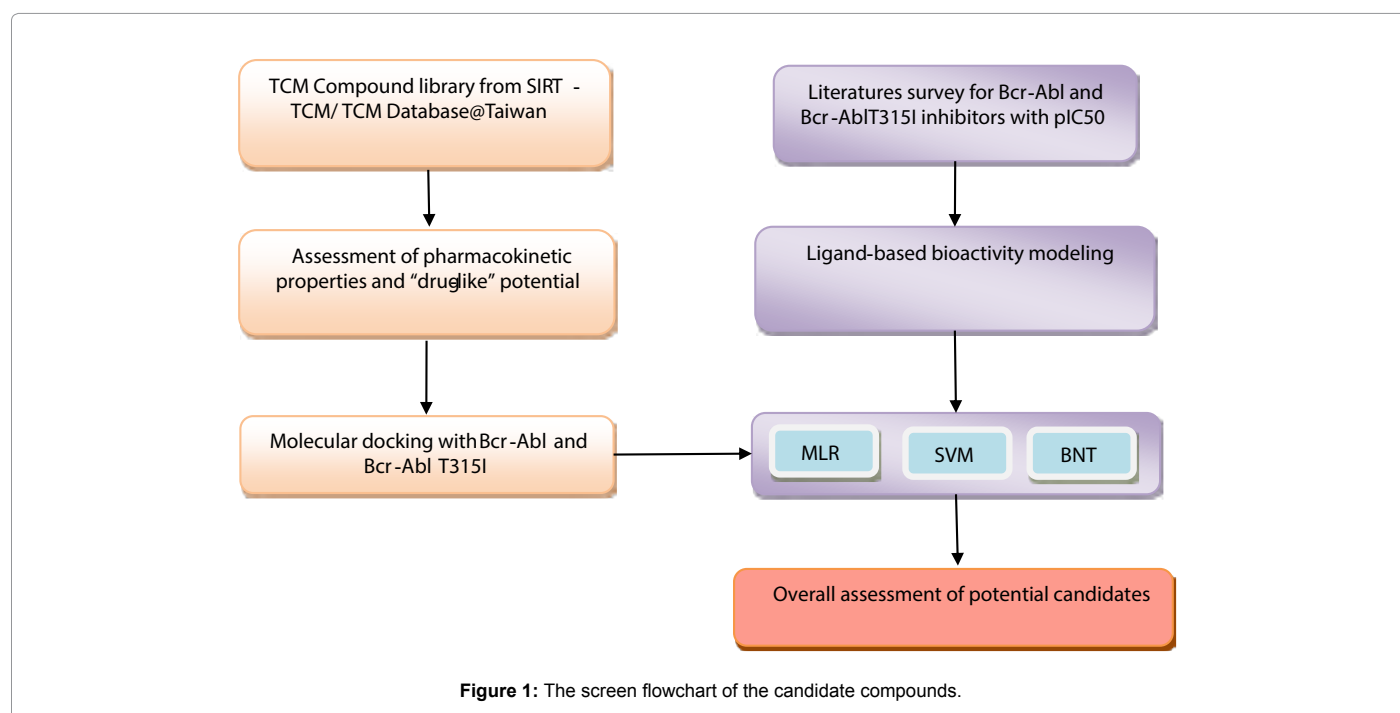 TCM Compound library from SIRT -
TCM/ TCM Database@Taiwan
Assessment of pharmacokinetic
properties and “druglike” potential
Molecular docking with Bcr-Abl and
Bcr-Abl T315I
Literatures survey for Bcr-Abl and
Bcr-AblT315I inhibitors with pIC50
Ligand-based bioactivity modeling
MLR
SVM
BNT
Overall assessment of potential candidates
Figure 1: The screen flowchart of the candidate compounds.